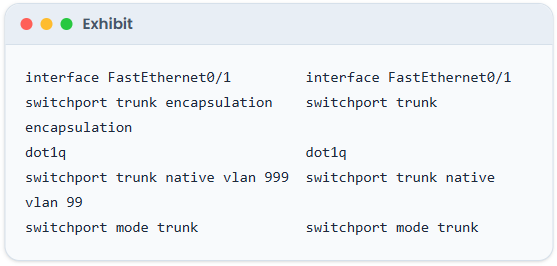 Exhibit
interface FastEthernet0/1 interface FastEthernet0/1
switchport trunk encapsulation switchport trunk
encapsulation
dot1q dot1q
switchport trunk native vlan 999 switchport trunk native
vlan 99
switchport mode trunk switchport mode trunk